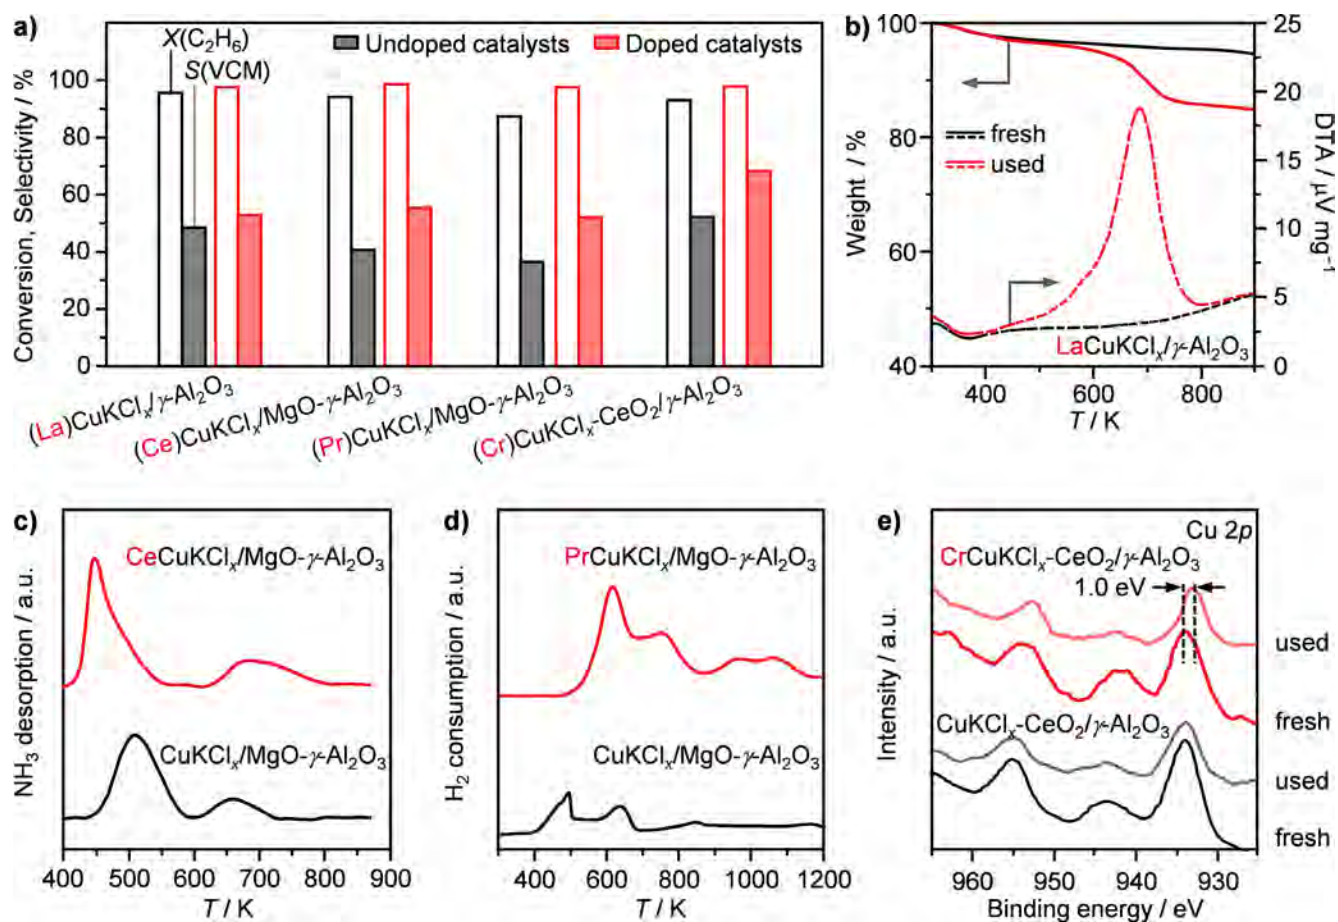 a)
X(C₂H₆)
S(VCM)
Undoped catalysts
Doped catalysts
Conversion, Selectivity / %
100
80
60
40
20
0
(La)CuKClₓ/γ-Al₂O₃
(Ce)CuKClₓ/MgO-γ-Al₂O₃
(Pr)CuKClₓ/MgO-γ-Al₂O₃
(Cr)CuKClₓ-CeO₂/γ-Al₂O₃
b)
Weight / %
100
90
80
70
60
50
40
25
20
15
10
5
0
DTA / μV mg⁻¹
fresh
used
LaCuKClₓ/γ-Al₂O₃
400 600 800
T / K
c)
NH₃ desorption / a.u.
CeCuKClₓ/MgO-γ-Al₂O₃
CuKClₓ/MgO-γ-Al₂O₃
400 500 600 700 800 900
T / K
d)
H₂ consumption / a.u.
PrCuKClₓ/MgO-γ-Al₂O₃
CuKClₓ/MgO-γ-Al₂O₃
400 600 800 1000 1200
T / K
e)
Cu 2p
Intensity / a.u.
CrCuKClₓ-CeO₂/γ-Al₂O₃
1.0 eV
used
fresh
CuKClₓ-CeO₂/γ-Al₂O₃
used
fresh
960 950 940 930
Binding energy / eV